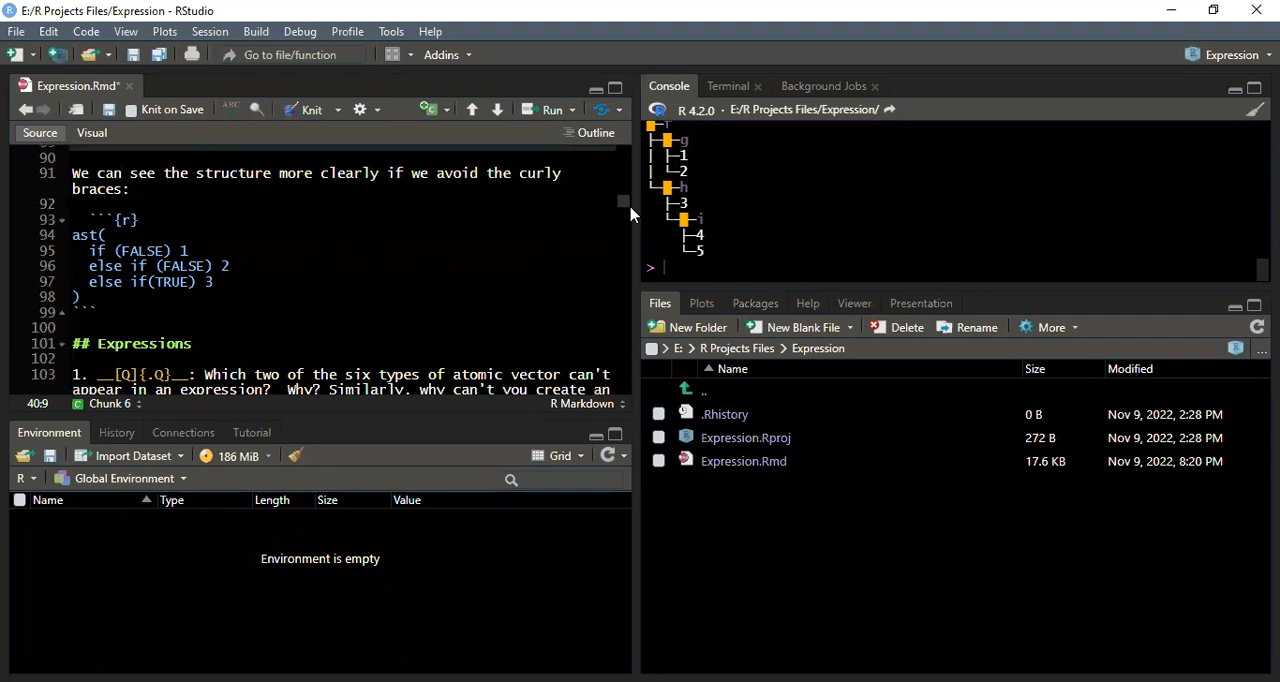 E:/R Projects Files/Expression - RStudio
File Edit Code View Plots Session Build Debug Profile Tools Help
Go to file/function Addins Expression
Expression.Rmd*
Knit on Save ABC Knit Run
Source Visual Outline
90
91 We can see the structure more clearly if we avoid the curly
braces:
92
93 ```{r}
94 ast(
95 if (FALSE) 1
96 else if (FALSE) 2
97 else if(TRUE) 3
98 )
99 ```
100
101 ## Expressions
102
103 1. __[Q]{.Q}__: Which two of the six types of atomic vector can't
appear in an expression? Why? Similarly, why can't you create an
40:9 Chunk 6 R Markdown
Console Terminal Background Jobs
R 4.2.0 · E:/R Projects Files/Expression/
█─f
├─█─g
│ ├─1
│ └─2
└─█─h
├─3
└─█─i
├─4
└─5
>
Environment History Connections Tutorial
Import Dataset 186 MiB Grid
R Global Environment
Name Type Length Size Value
Environment is empty
Files Plots Packages Help Viewer Presentation
New Folder New Blank File Delete Rename More
E: > R Projects Files > Expression ...
Name Size Modified
..
.Rhistory 0 B Nov 9, 2022, 2:28 PM
Expression.Rproj 272 B Nov 9, 2022, 2:28 PM
Expression.Rmd 17.6 KB Nov 9, 2022, 8:20 PM